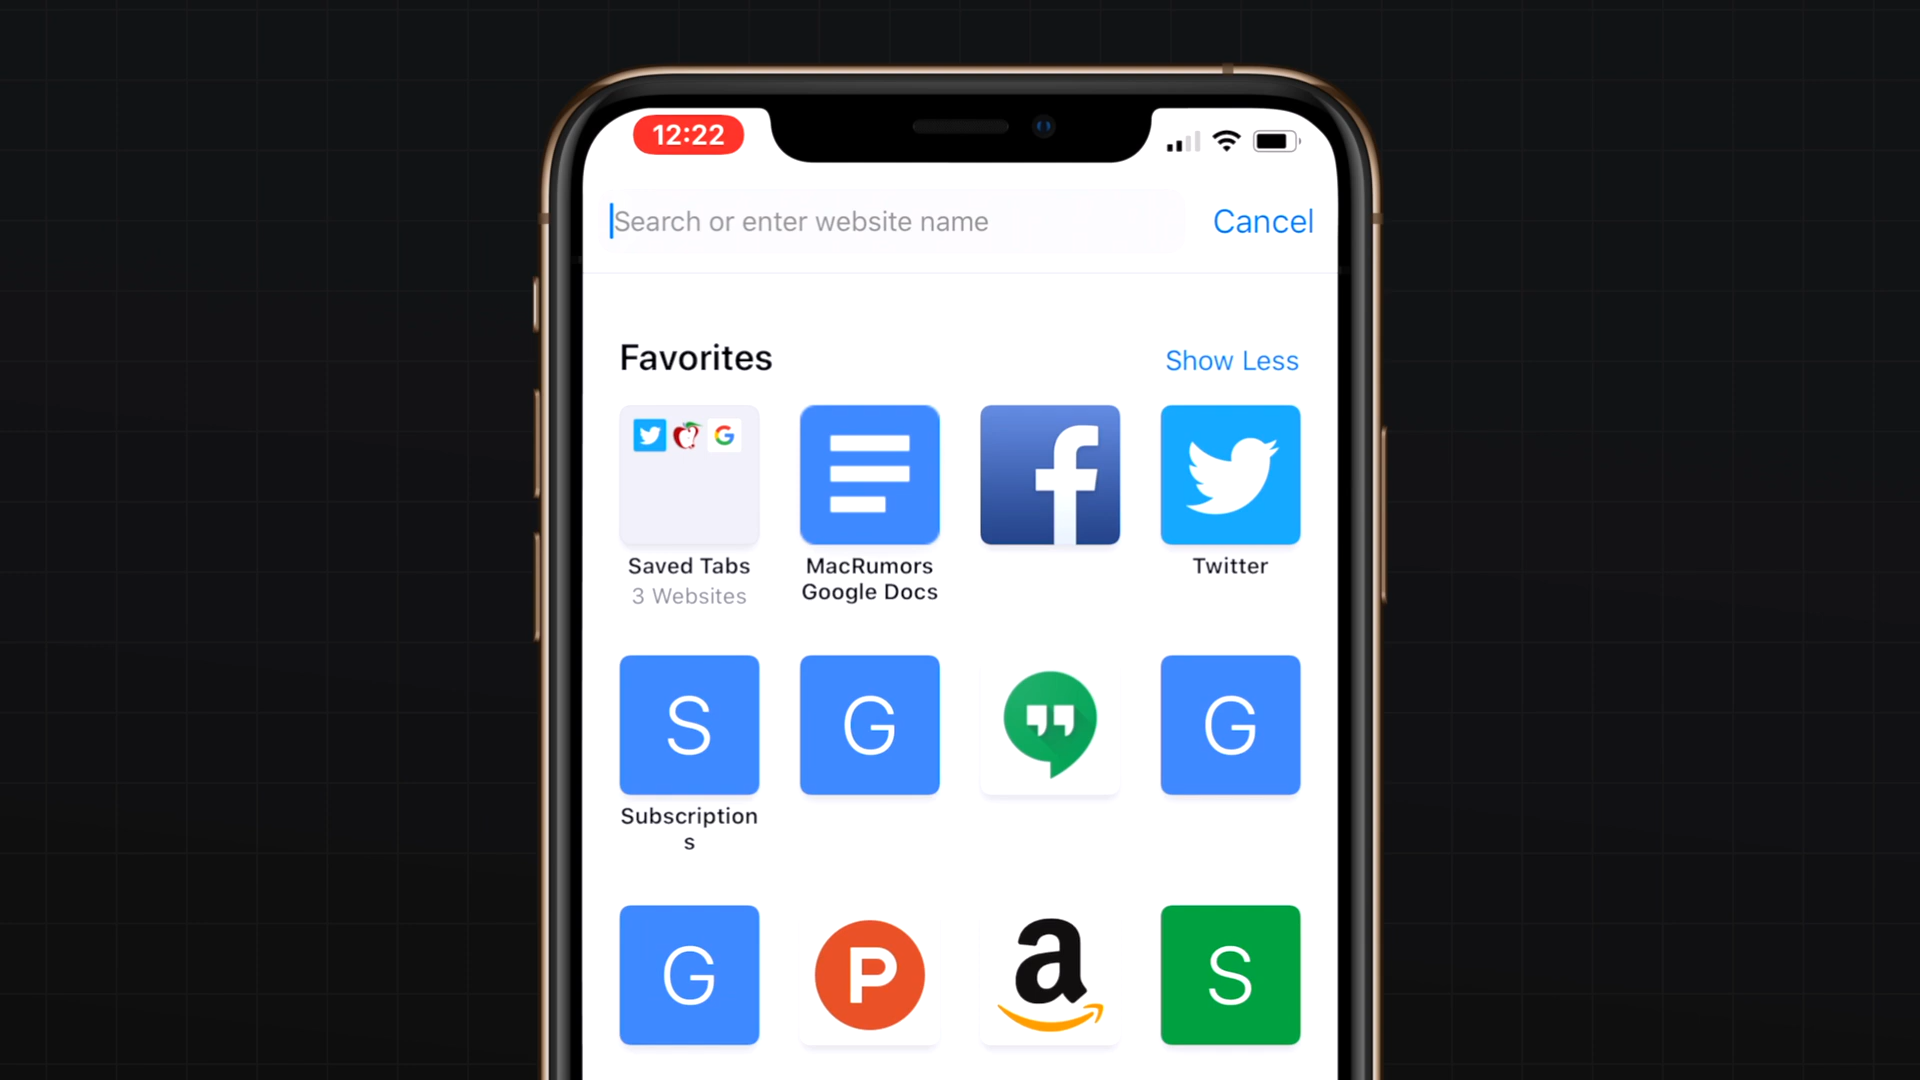 12:22
Search or enter website name
Cancel
Favorites
Show Less
G
f
Saved Tabs
3 Websites
MacRumors
Google Docs
Twitter
S
G
G
Subscription
s
G
P
a
S